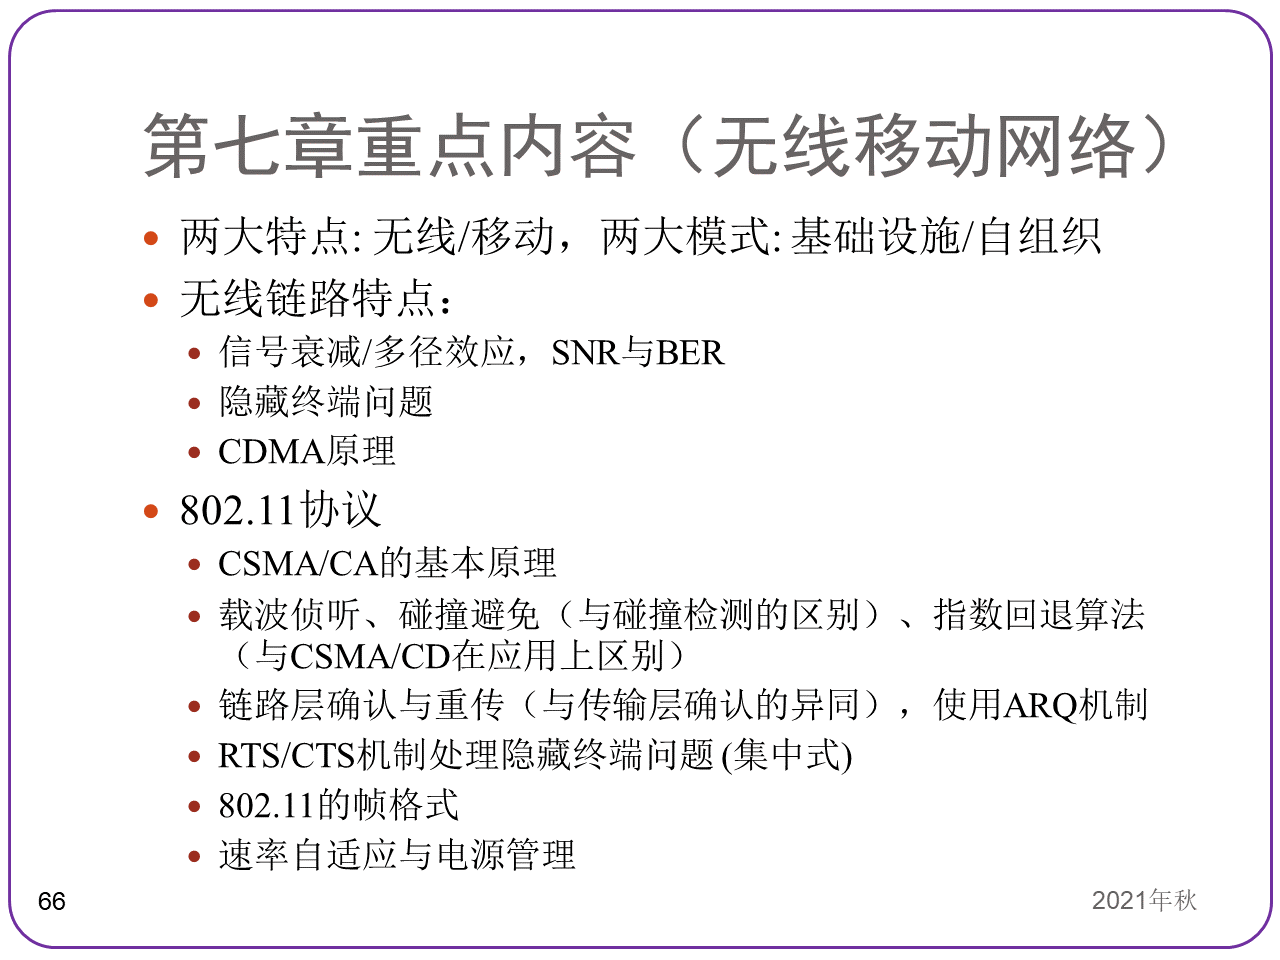 第七章重点内容（无线移动网络）
• 两大特点: 无线/移动，两大模式: 基础设施/自组织
• 无线链路特点：
• 信号衰减/多径效应，SNR与BER
• 隐藏终端问题
• CDMA原理
• 802.11协议
• CSMA/CA的基本原理
• 载波侦听、碰撞避免（与碰撞检测的区别）、指数回退算法
（与CSMA/CD在应用上区别）
• 链路层确认与重传（与传输层确认的异同），使用ARQ机制
• RTS/CTS机制处理隐藏终端问题 (集中式)
• 802.11的帧格式
• 速率自适应与电源管理
66
2021年秋